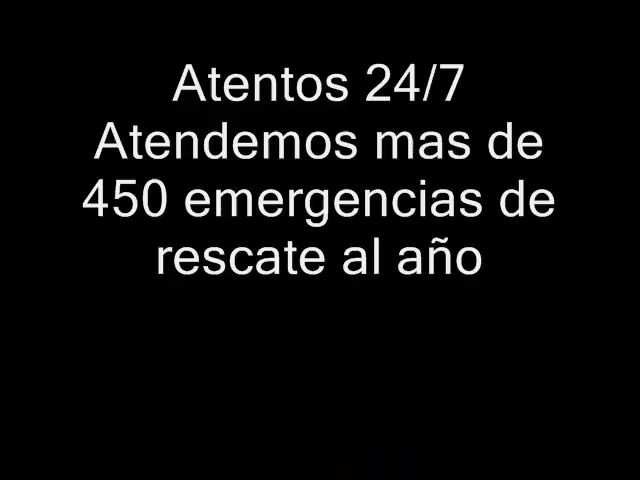 Atentos 24/7
Atendemos mas de
450 emergencias de
rescate al año